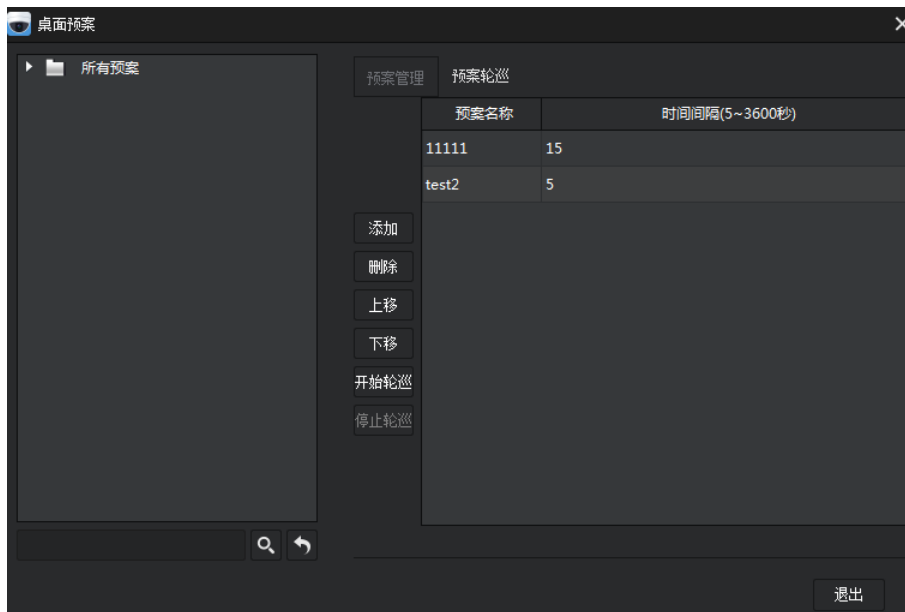 桌面预案
所有预案
预案管理 预案轮巡
预案名称 时间间隔(5~3600秒)
11111 15
test2 5
添加
删除
上移
下移
开始轮巡
停止轮巡
退出